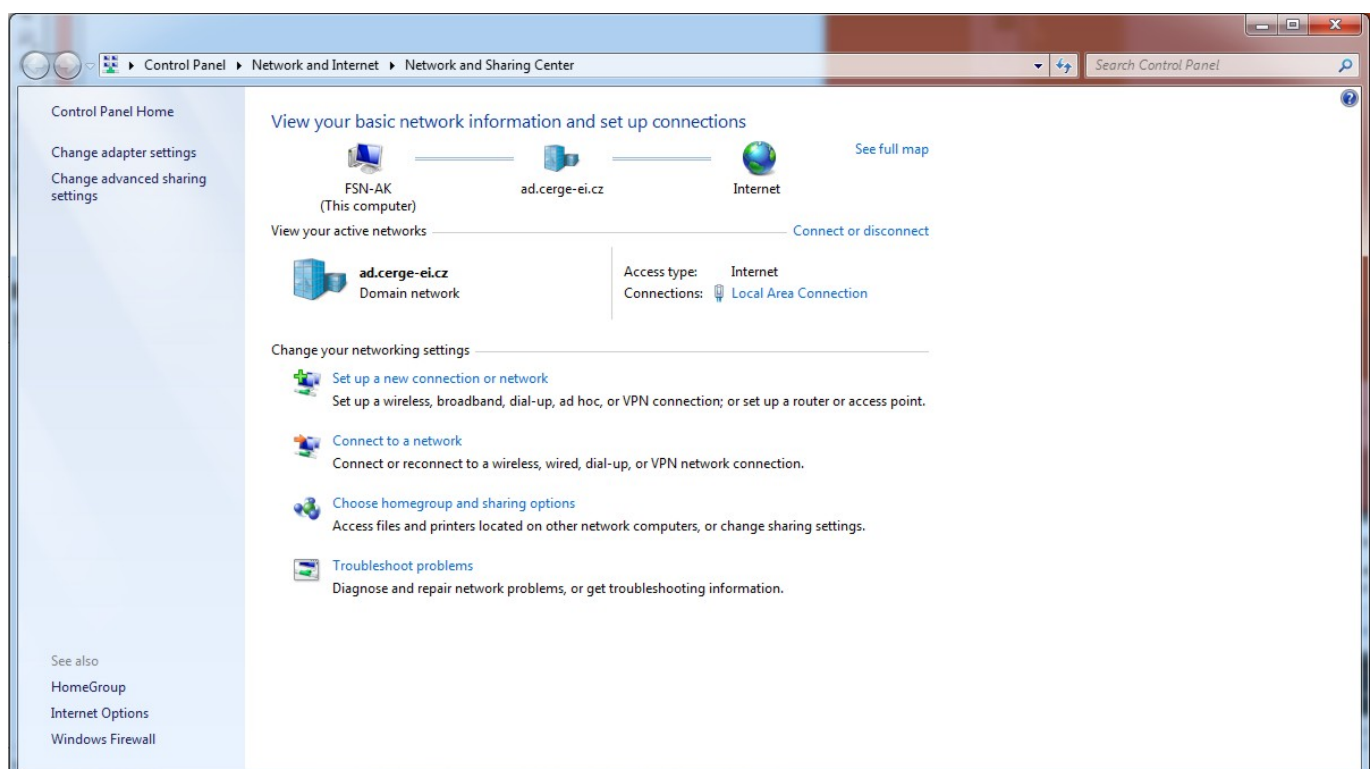 Control Panel ▸ Network and Internet ▸ Network and Sharing Center
Search Control Panel
Control Panel Home
Change adapter settings
Change advanced sharing
settings
View your basic network information and set up connections
See full map
FSN-AK
(This computer)
ad.cerge-ei.cz
Internet
View your active networks
Connect or disconnect
ad.cerge-ei.cz
Domain network
Access type: Internet
Connections: Local Area Connection
Change your networking settings
Set up a new connection or network
Set up a wireless, broadband, dial-up, ad hoc, or VPN connection; or set up a router or access point.
Connect to a network
Connect or reconnect to a wireless, wired, dial-up, or VPN network connection.
Choose homegroup and sharing options
Access files and printers located on other network computers, or change sharing settings.
Troubleshoot problems
Diagnose and repair network problems, or get troubleshooting information.
See also
HomeGroup
Internet Options
Windows Firewall